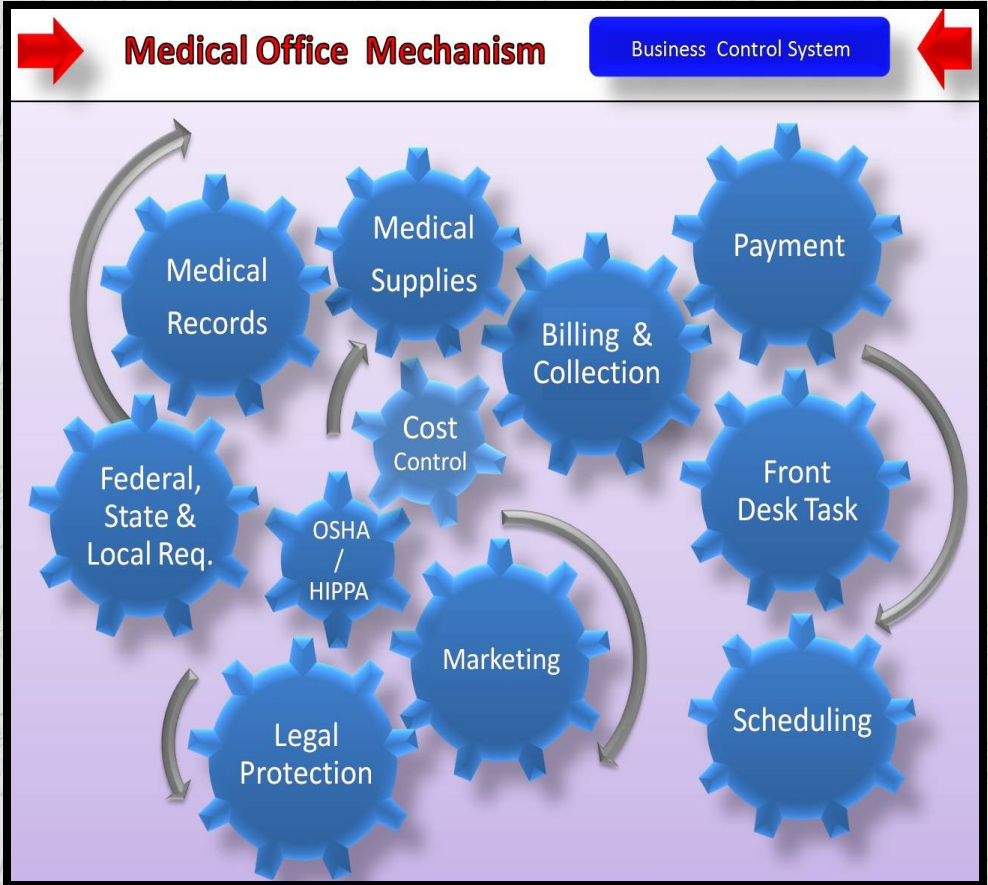 Medical Office Mechanism
Business Control System
Medical
Records
Medical
Supplies
Payment
Billing &
Collection
Cost
Control
Federal,
State &
Local Req.
OSHA
/
HIPPA
Front
Desk Task
Marketing
Legal
Protection
Scheduling